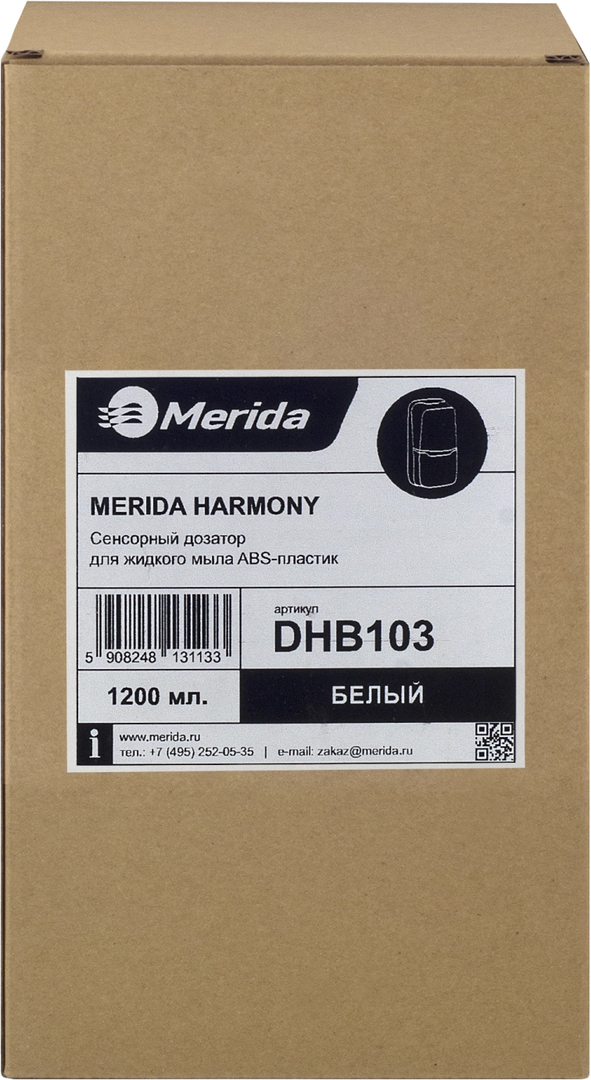 Merida
MERIDA HARMONY
Сенсорный дозатор
для жидкого мыла ABS-пластик
артикул
DHB103
5 908248 131133
1200 мл.
БЕЛЫЙ
i
www.merida.ru
тел.: +7 (495) 252-05-35 | e-mail: zakaz@merida.ru